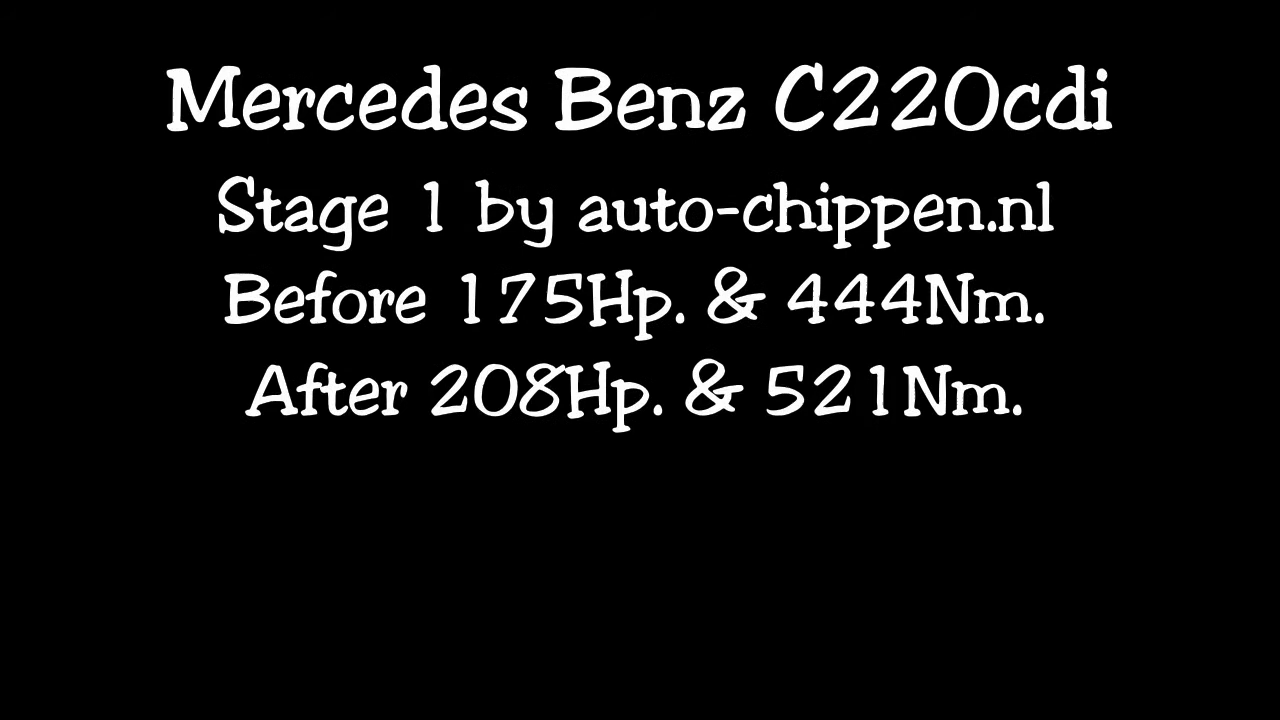 Mercedes Benz C220cdi
Stage 1 by auto-chippen.nl
Before 175Hp. & 444Nm.
After 208Hp. & 521Nm.